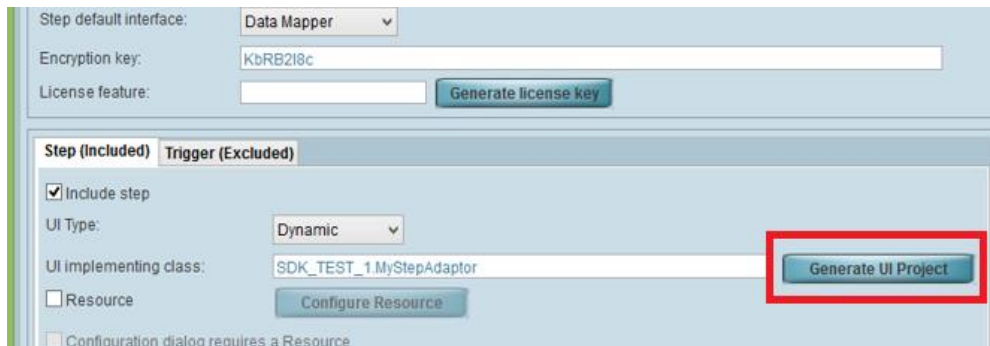 Step default interface: Data Mapper
Encryption key: KbRB2I8c
License feature: Generate license key
Step (Included) Trigger (Excluded)
Include step
UI Type: Dynamic
UI implementing class: SDK_TEST_1.MyStepAdaptor Generate UI Project
Resource Configure Resource
Configuration dialog requires a Resource